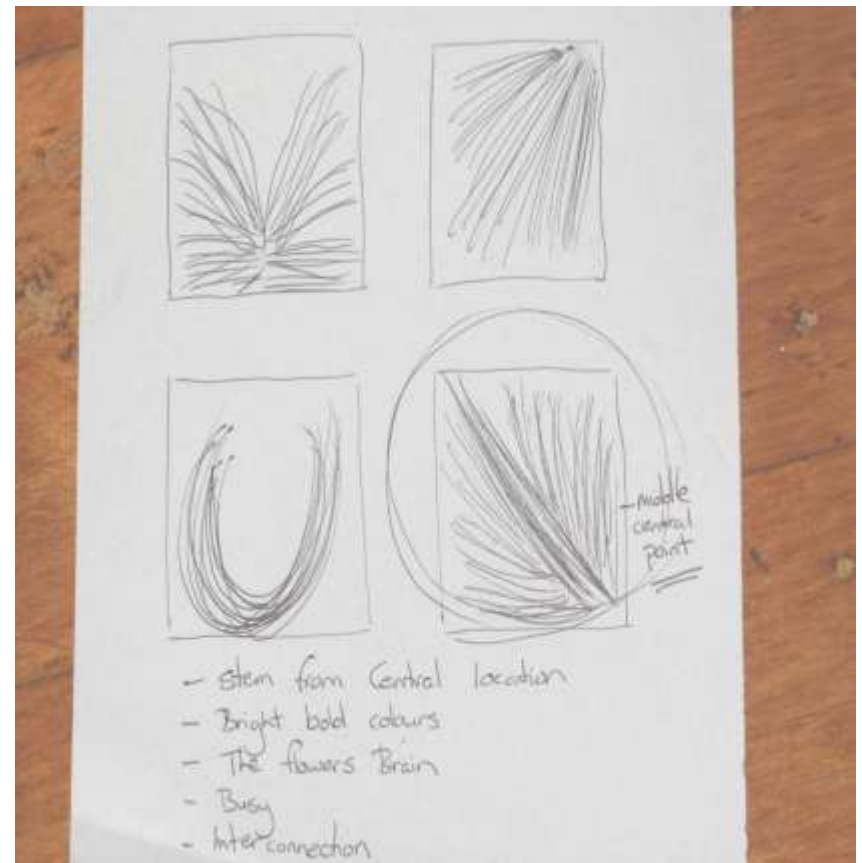 - middle
central
point
- Stem from Central location
- Bright bold colours
- The flowers Brain
- Busy
- Interconnection